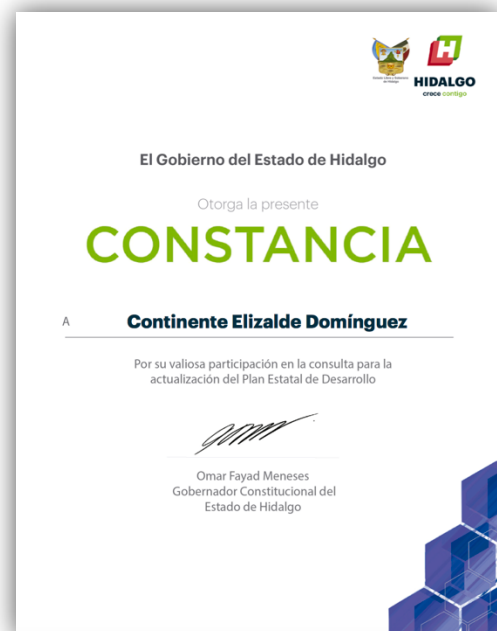 HIDALGO
crece contigo
El Gobierno del Estado de Hidalgo
Otorga la presente
CONSTANCIA
A Continente Elizalde Domínguez
Por su valiosa participación en la consulta para la
actualización del Plan Estatal de Desarrollo
Omar Fayad Meneses
Gobernador Constitucional del
Estado de Hidalgo